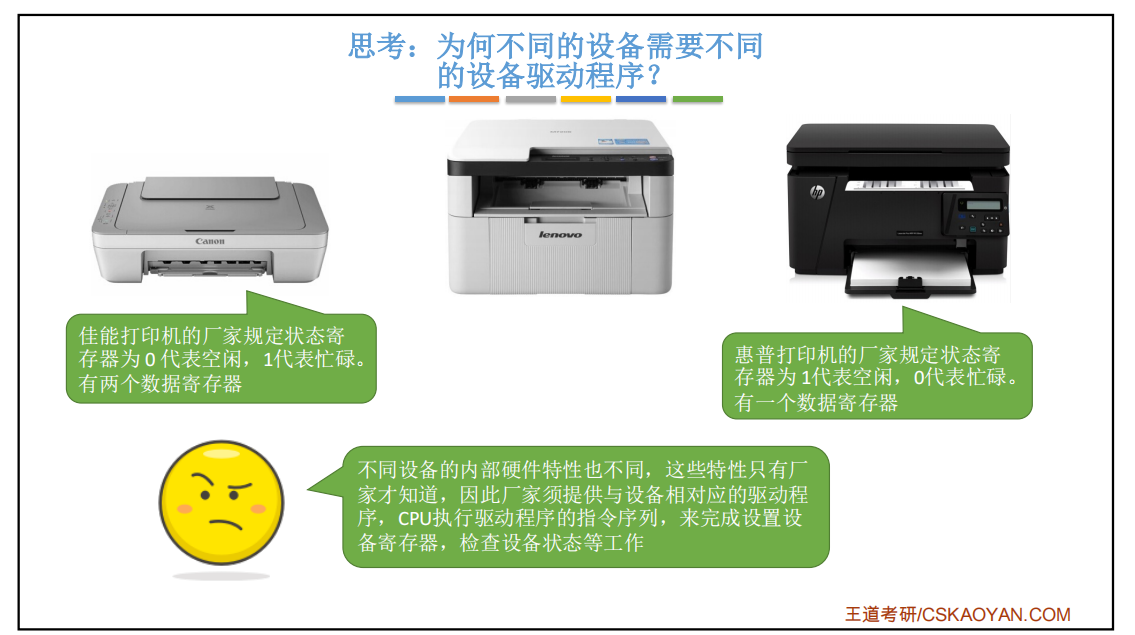 思考：为何不同的设备需要不同
的设备驱动程序？
Canon
lenovo
hp
佳能打印机的厂家规定状态寄
存器为 0 代表空闲，1代表忙碌。
有两个数据寄存器
惠普打印机的厂家规定状态寄
存器为 1代表空闲，0代表忙碌。
有一个数据寄存器
不同设备的内部硬件特性也不同，这些特性只有厂
家才知道，因此厂家须提供与设备相对应的驱动程
序，CPU执行驱动程序的指令序列，来完成设置设
备寄存器，检查设备状态等工作
王道考研/CSKAOYAN.COM